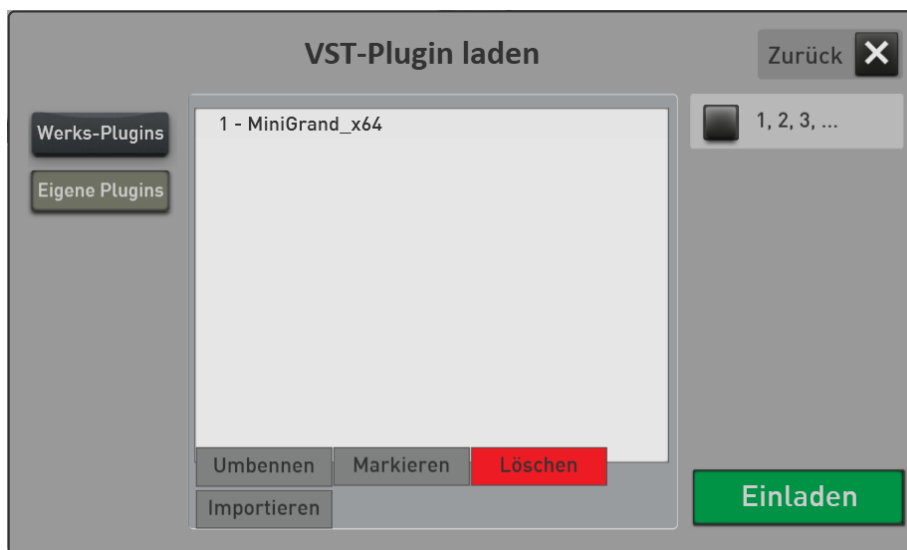 VST-Plugin laden
Zurück
Werks-Plugins
Eigene Plugins
1 - MiniGrand_x64
1, 2, 3, ...
Umbennen
Markieren
Löschen
Importieren
Einladen